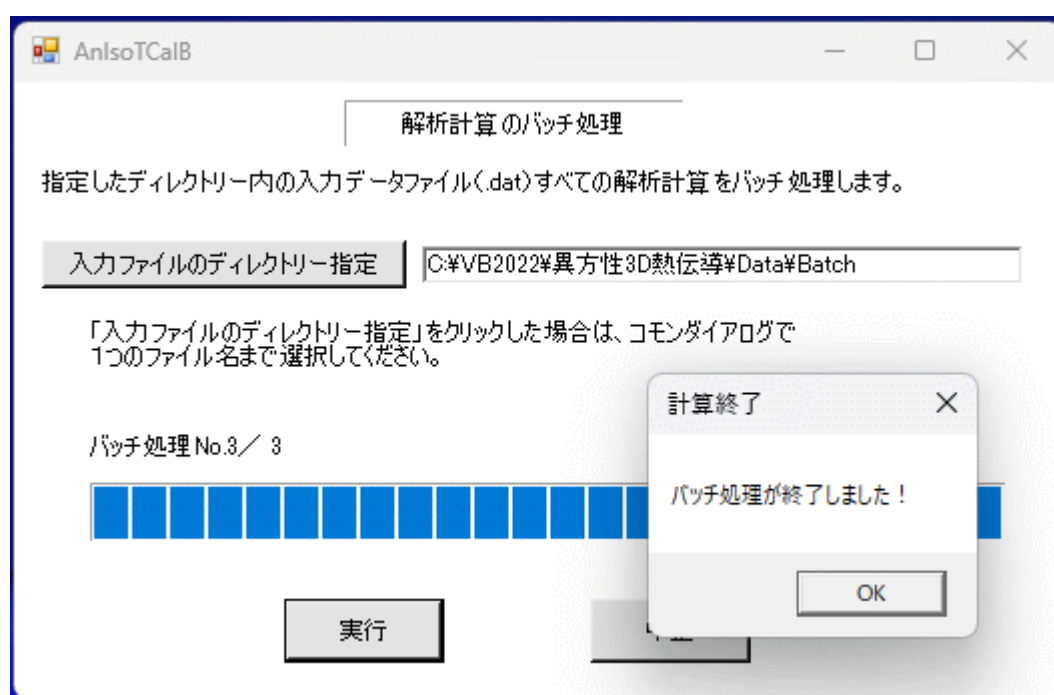 AnIsoTCalB
解析計算のバッチ処理
指定したディレクトリー内の入力データファイル(.dat)すべての解析計算をバッチ処理します。
入力ファイルのディレクトリー指定
C:¥VB2022¥異方性3D熱伝導¥Data¥Batch
「入力ファイルのディレクトリー指定」をクリックした場合は、コモンダイアログで
1つのファイル名まで選択してください。
計算終了
バッチ処理No.3／ 3
バッチ処理が終了しました！
OK
実行